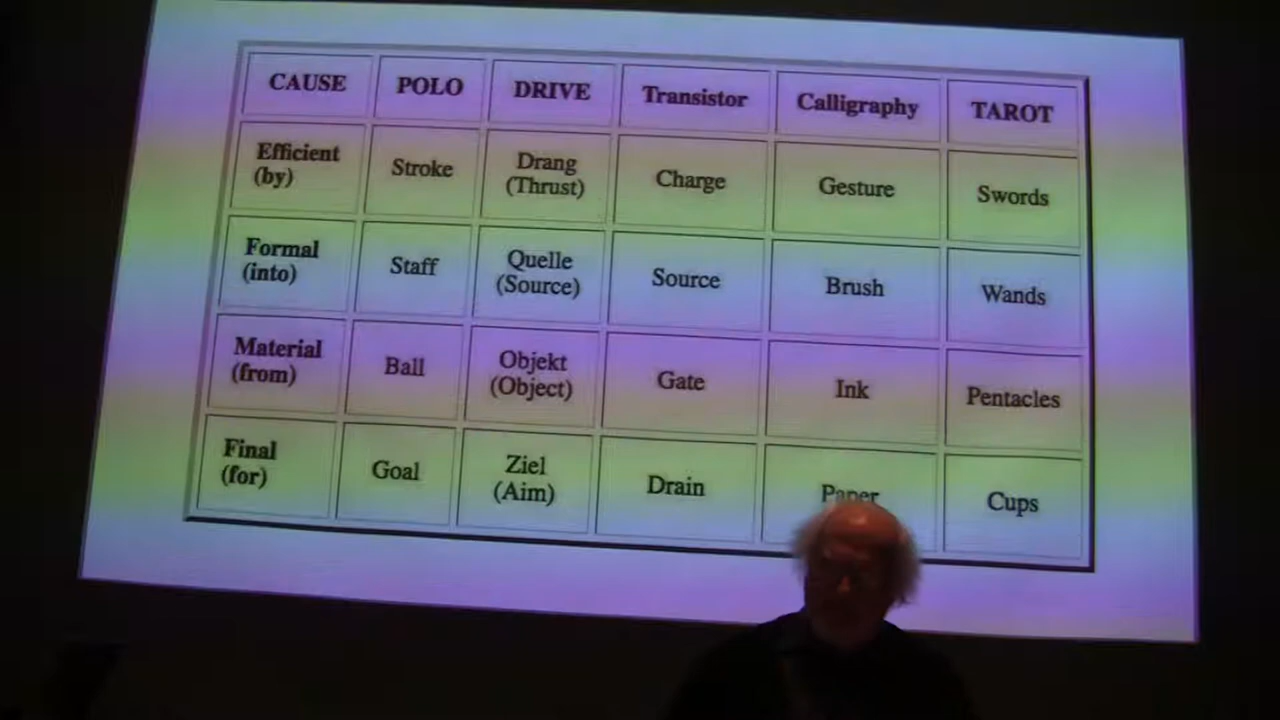 CAUSE POLO DRIVE Transistor Calligraphy TAROT
Efficient (by) Stroke Drang (Thrust) Charge Gesture Swords
Formal (into) Staff Quelle (Source) Source Brush Wands
Material (from) Ball Objekt (Object) Gate Ink Pentacles
Final (for) Goal Ziel (Aim) Drain Paper Cups